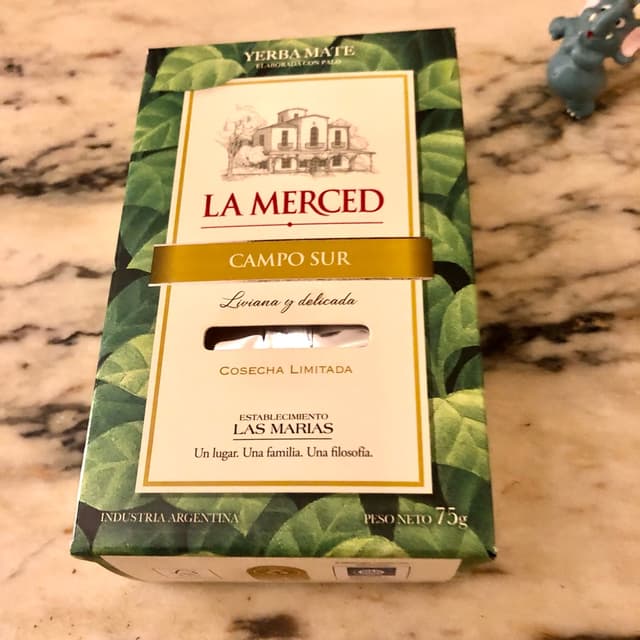 YERBA MATE
ELABORADA CON PALO
LA MERCED
CAMPO SUR
Liviana y delicada
COSECHA LIMITADA
ESTABLECIMIENTO
LAS MARIAS
Un lugar. Una familia. Una filosofía.
INDUSTRIA ARGENTINA
PESO NETO 75g